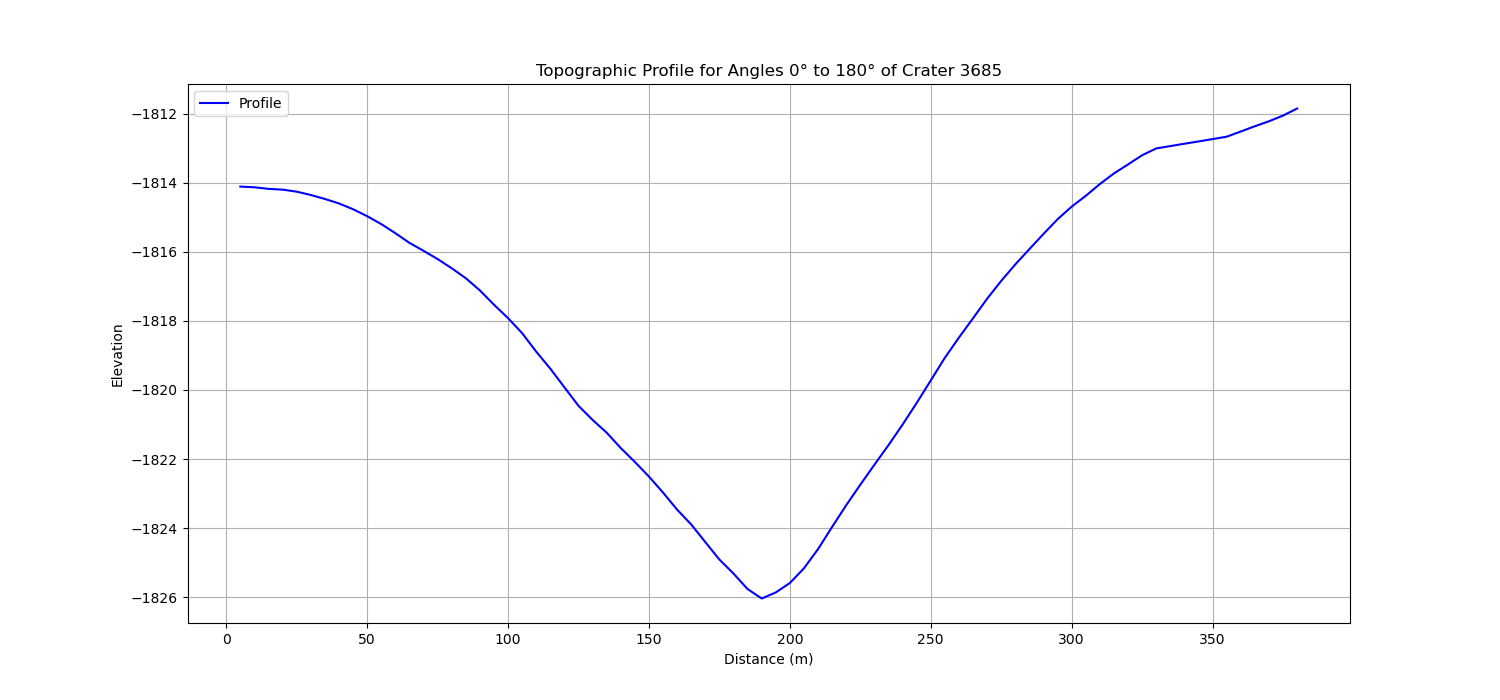 Topographic Profile for Angles 0° to 180° of Crater 3685
Profile
−1812
−1814
−1816
−1818
−1820
−1822
−1824
−1826
Elevation
0 50 100 150 200 250 300 350
Distance (m)